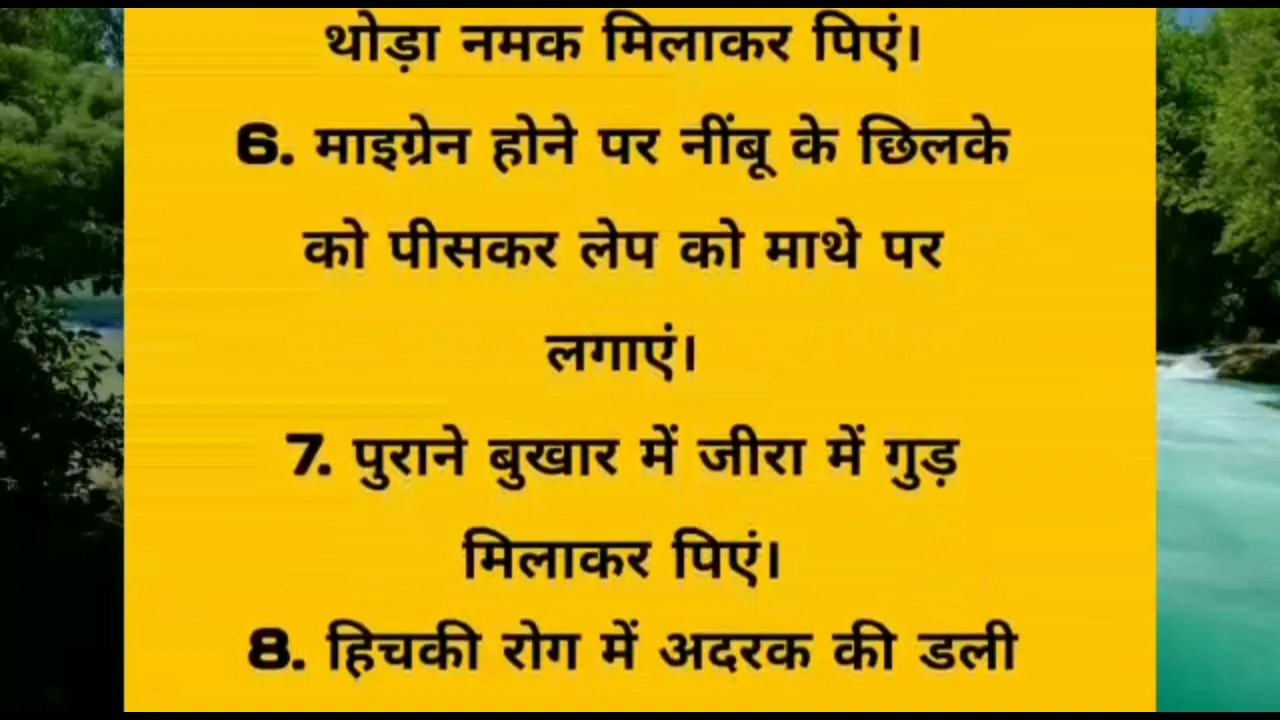 थोड़ा नमक मिलाकर पिएं।
6. माइग्रेन होने पर नींबू के छिलके
को पीसकर लेप को माथे पर
लगाएं।
7. पुराने बुखार में जीरा में गुड़
मिलाकर पिएं।
8. हिचकी रोग में अदरक की डली